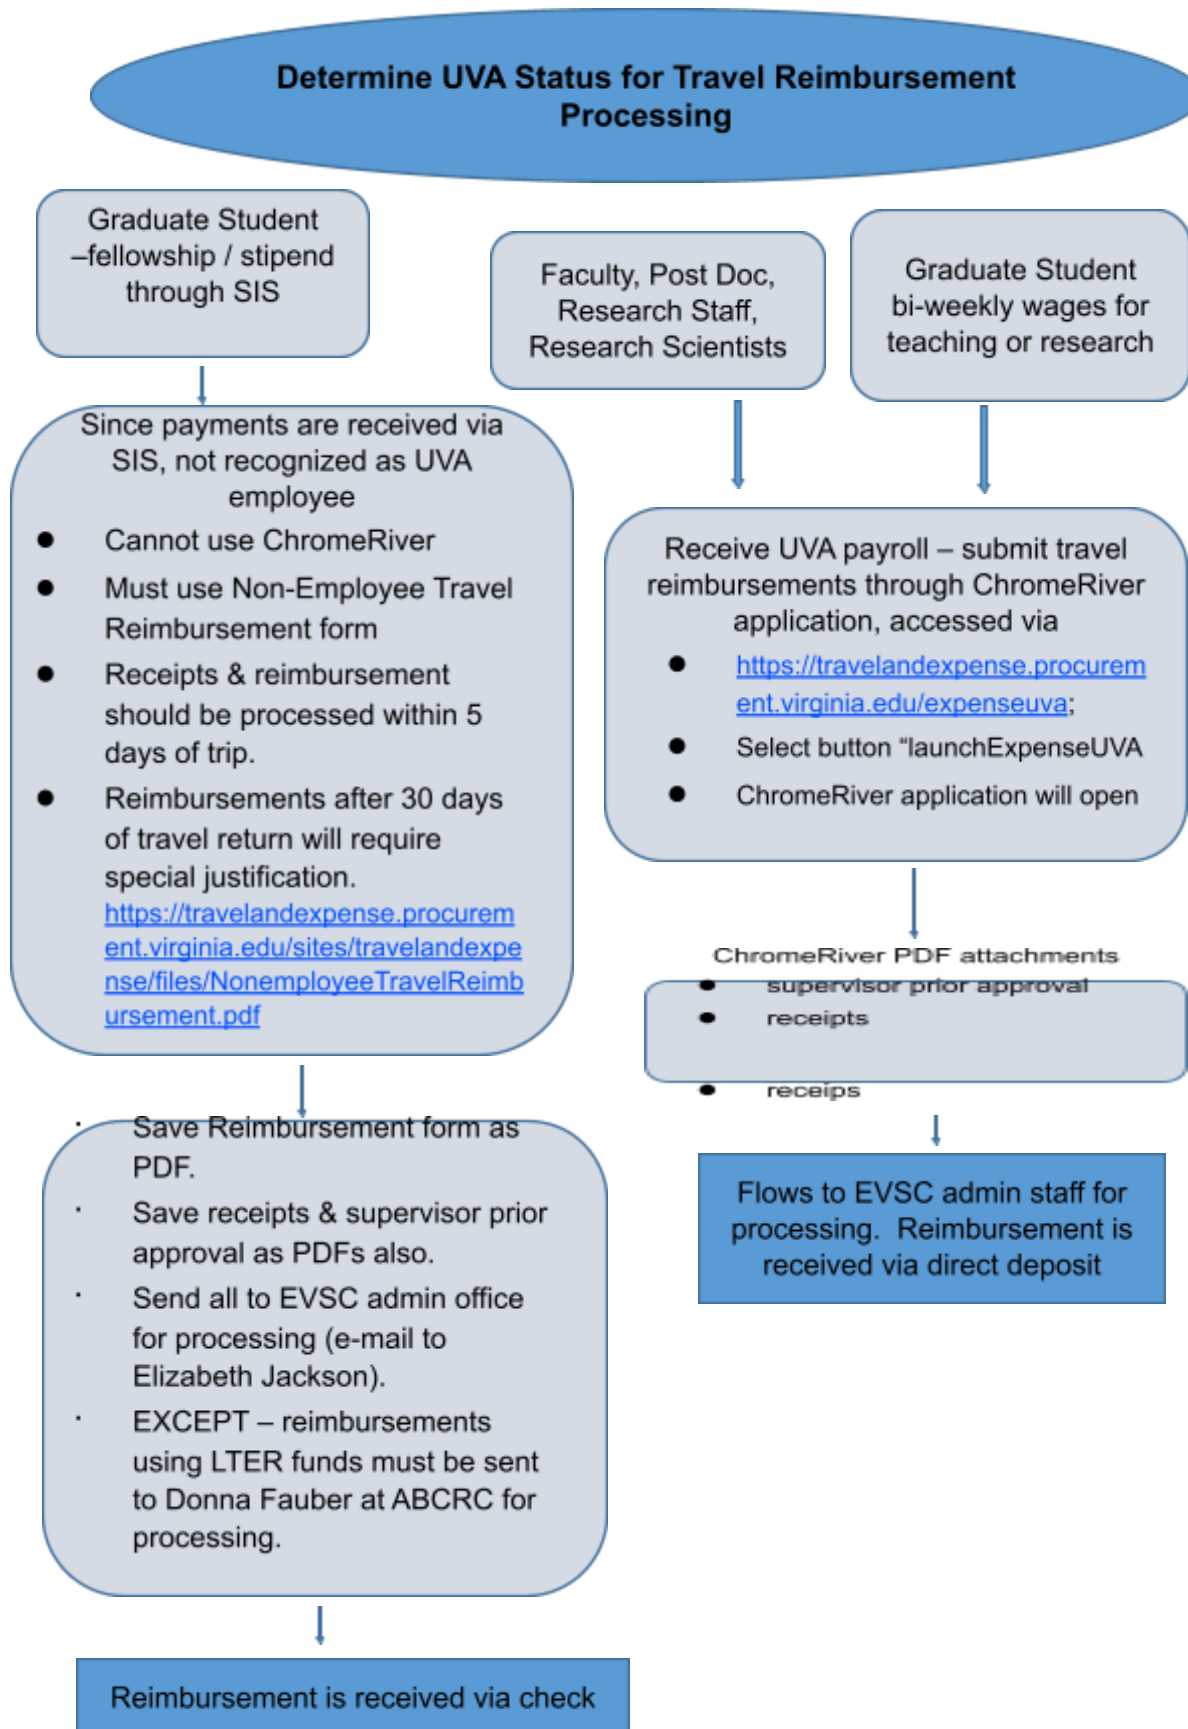 Determine UVA Status for Travel Reimbursement
Processing
Graduate Student
–fellowship / stipend
through SIS
Faculty, Post Doc,
Research Staff,
Research Scientists
Graduate Student
bi-weekly wages for
teaching or research
Since payments are received via
SIS, not recognized as UVA
employee
● Cannot use ChromeRiver
● Must use Non-Employee Travel
Reimbursement form
● Receipts & reimbursement
should be processed within 5
days of trip.
● Reimbursements after 30 days
of travel return will require
special justification.
https://travelandexpense.procurem
ent.virginia.edu/sites/travelandexpe
nse/files/NonemployeeTravelReimb
ursement.pdf
Receive UVA payroll – submit travel
reimbursements through ChromeRiver
application, accessed via
● https://travelandexpense.procurem
ent.virginia.edu/expenseuva;
● Select button “launchExpenseUVA
● ChromeRiver application will open
ChromeRiver PDF attachments
● supervisor prior approval
● receipts
● receips
· Save Reimbursement form as
PDF.
· Save receipts & supervisor prior
approval as PDFs also.
· Send all to EVSC admin office
for processing (e-mail to
Elizabeth Jackson).
· EXCEPT – reimbursements
using LTER funds must be sent
to Donna Fauber at ABCRC for
processing.
Flows to EVSC admin staff for
processing.  Reimbursement is
received via direct deposit
Reimbursement is received via check